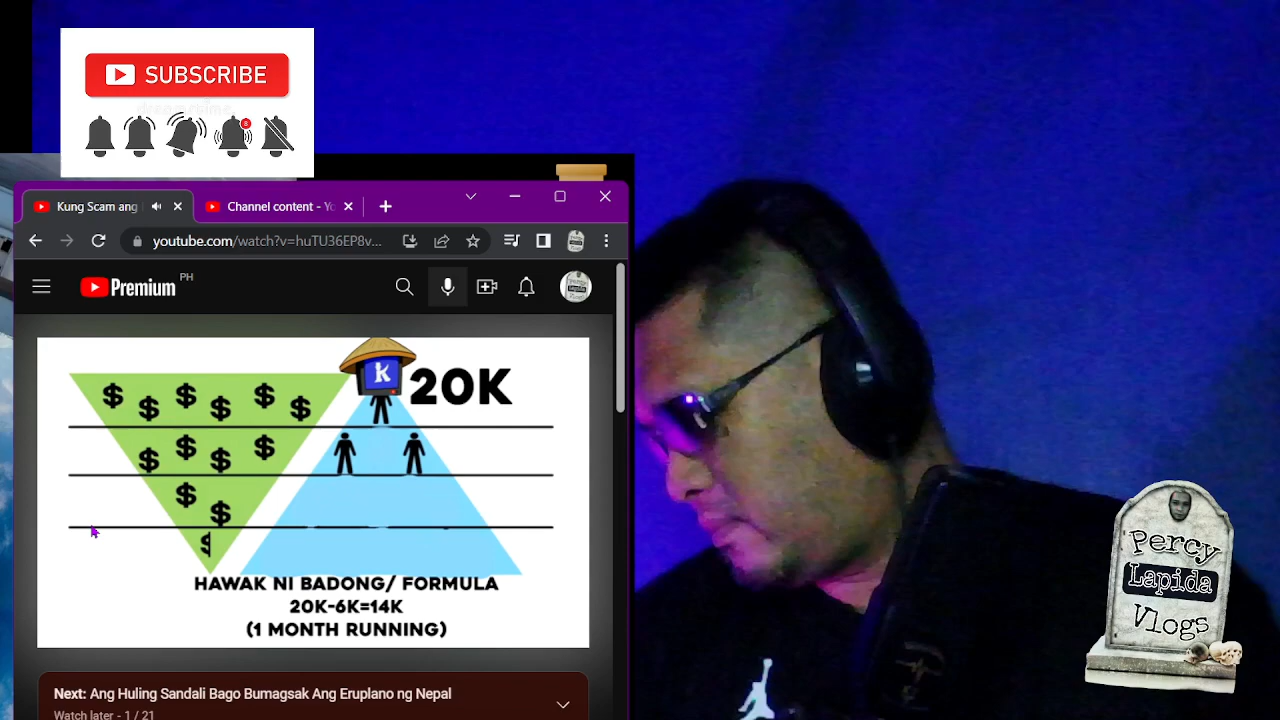 SUBSCRIBE
dreamstime
8
Kung Scam ang
Channel content - Yo
youtube.com/watch?v=huTU36EP8v...
Premium PH
k
20K
$ $ $ $ $ $
$ $ $ $
$ $
$
HAWAK NI BADONG/ FORMULA
20K-6K=14K
(1 MONTH RUNNING)
Next: Ang Huling Sandali Bago Bumagsak Ang Eruplano ng Nepal
Watch later - 1 / 21
Percy
Lapida
Vlogs